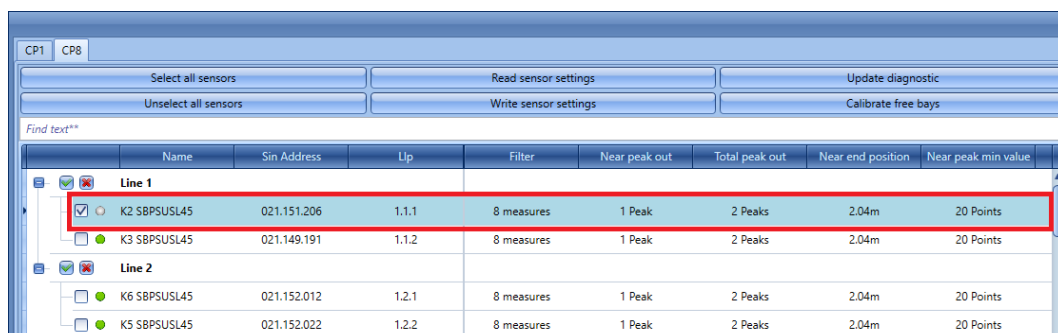 CP1 CP8
Select all sensors Read sensor settings Update diagnostic
Unselect all sensors Write sensor settings Calibrate free bays
Find text**
Name Sin Address Llp Filter Near peak out Total peak out Near end position Near peak min value
Line 1
K2 SBPSUSL45 021.151.206 1.1.1 8 measures 1 Peak 2 Peaks 2.04m 20 Points
K3 SBPSUSL45 021.149.191 1.1.2 8 measures 1 Peak 2 Peaks 2.04m 20 Points
Line 2
K6 SBPSUSL45 021.152.012 1.2.1 8 measures 1 Peak 2 Peaks 2.04m 20 Points
K5 SBPSUSL45 021.152.022 1.2.2 8 measures 1 Peak 2 Peaks 2.04m 20 Points